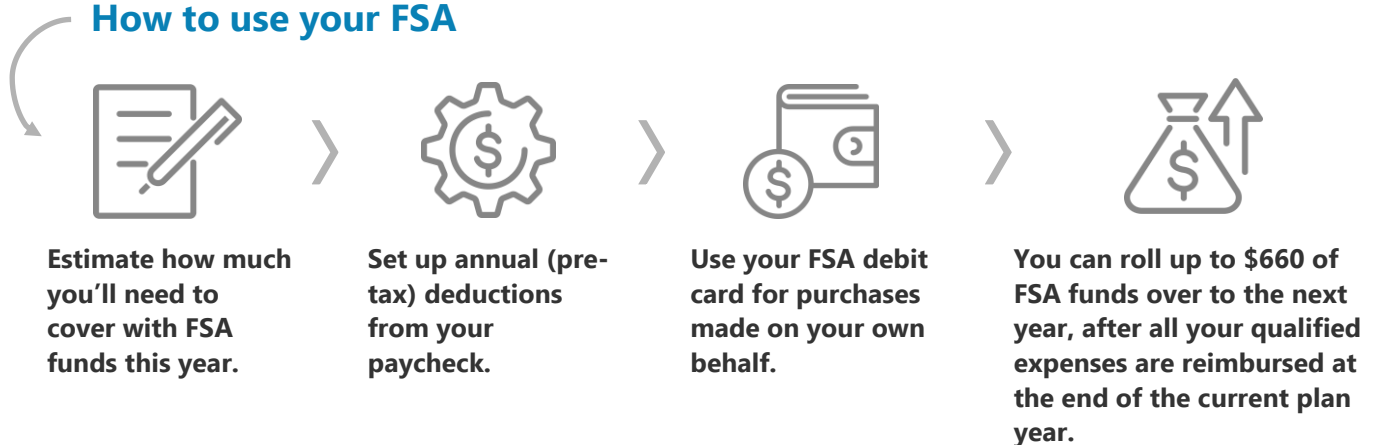 How to use your FSA
Estimate how much
you’ll need to
cover with FSA
funds this year.
Set up annual (pre-
tax) deductions
from your
paycheck.
Use your FSA debit
card for purchases
made on your own
behalf.
You can roll up to $660 of
FSA funds over to the next
year, after all your qualified
expenses are reimbursed at
the end of the current plan
year.